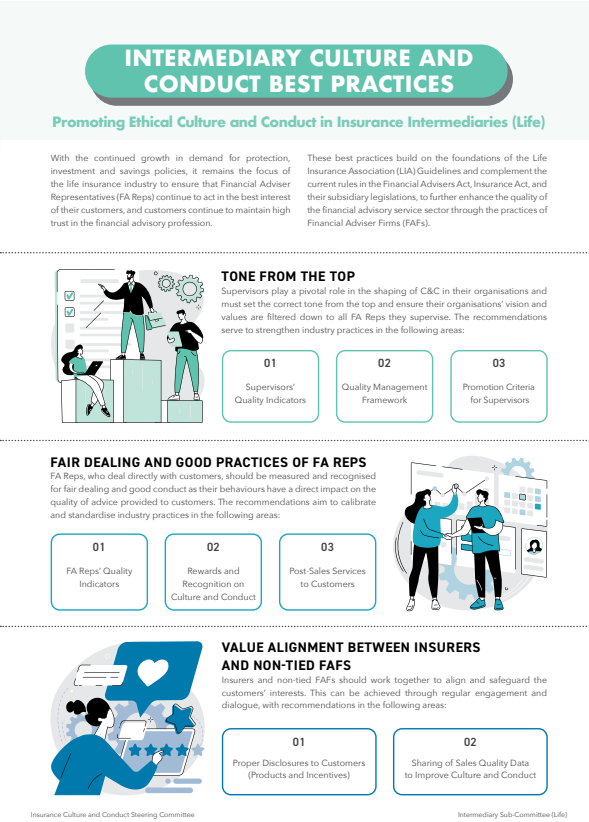 INTERMEDIARY CULTURE AND
CONDUCT BEST PRACTICES
Promoting Ethical Culture and Conduct in Insurance Intermediaries (Life)
With the continued growth in demand for protection,
investment and savings policies, it remains the focus of
the life insurance industry to ensure that Financial Adviser
Representatives (FA Reps) continue to act in the best interest
of their customers, and customers continue to maintain high
trust in the financial advisory profession.
These best practices build on the foundations of the Life
Insurance Association (LIA) Guidelines and complement the
current rules in the Financial Advisers Act, Insurance Act, and
their subsidiary legislations, to further enhance the quality of
the financial advisory service sector through the practices of
Financial Adviser Firms (FAFs).
TONE FROM THE TOP
Supervisors play a pivotal role in the shaping of C&C in their organisations and
must set the correct tone from the top and ensure their organisations' vision and
values are filtered down to all FA Reps they supervise. The recommendations
serve to strengthen industry practices in the following areas:
01
Supervisors'
Quality Indicators
02
Quality Management
Framework
03
Promotion Criteria
for Supervisors
FAIR DEALING AND GOOD PRACTICES OF FA REPS
FA Reps, who deal directly with customers, should be measured and recognised
for fair dealing and good conduct as their behaviours have a direct impact on the
quality of advice provided to customers. The recommendations aim to calibrate
and standardise industry practices in the following areas:
01
FA Reps' Quality
Indicators
02
Rewards and
Recognition on
Culture and Conduct
03
Post-Sales Services
to Customers
VALUE ALIGNMENT BETWEEN INSURERS
AND NON-TIED FAFS
Insurers and non-tied FAFs should work together to align and safeguard the
customers' interests. This can be achieved through regular engagement and
dialogue, with recommendations in the following areas:
01
Proper Disclosures to Customers
(Products and Incentives)
02
Sharing of Sales Quality Data
to Improve Culture and Conduct
Insurance Culture and Conduct Steering Committee
Intermediary Sub-Committee (Life)